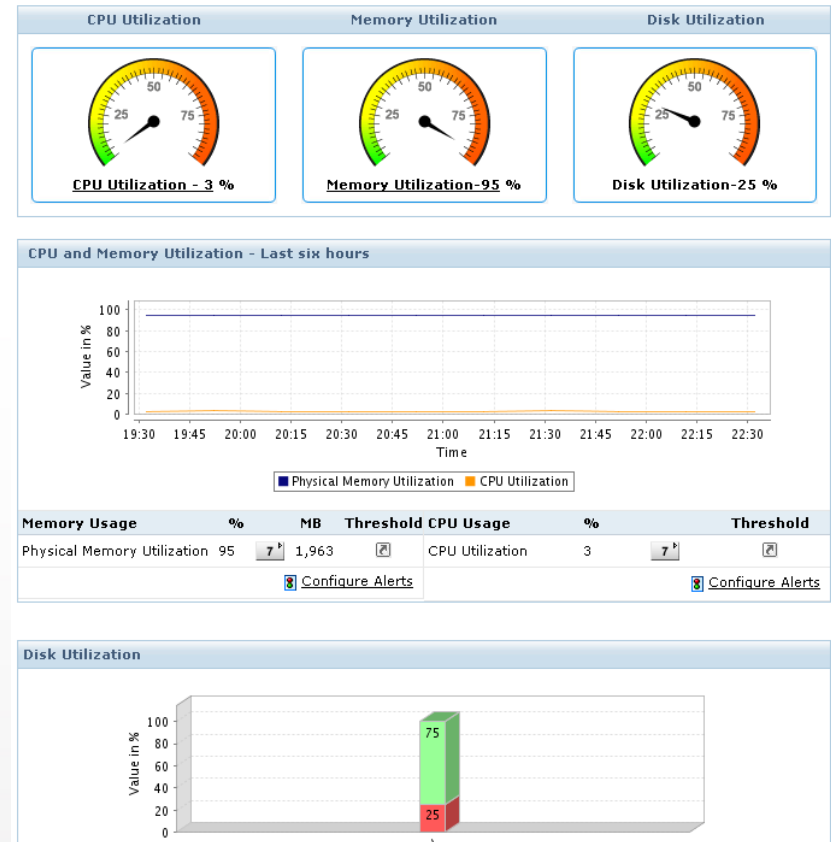 CPU Utilization Memory Utilization Disk Utilization
25 50 75
25 50 75
25 50 75
CPU Utilization - 3 %
Memory Utilization-95 %
Disk Utilization-25 %
CPU and Memory Utilization - Last six hours
Value in %
100
80
60
40
20
0
19:30 19:45 20:00 20:15 20:30 20:45 21:00 21:15 21:30 21:45 22:00 22:15 22:30
Time
Physical Memory Utilization CPU Utilization
Memory Usage % MB Threshold CPU Usage % Threshold
Physical Memory Utilization 95 7 1,963 CPU Utilization 3 7
Configure Alerts Configure Alerts
Disk Utilization
Value in %
100
80
60
40
20
0
75
25